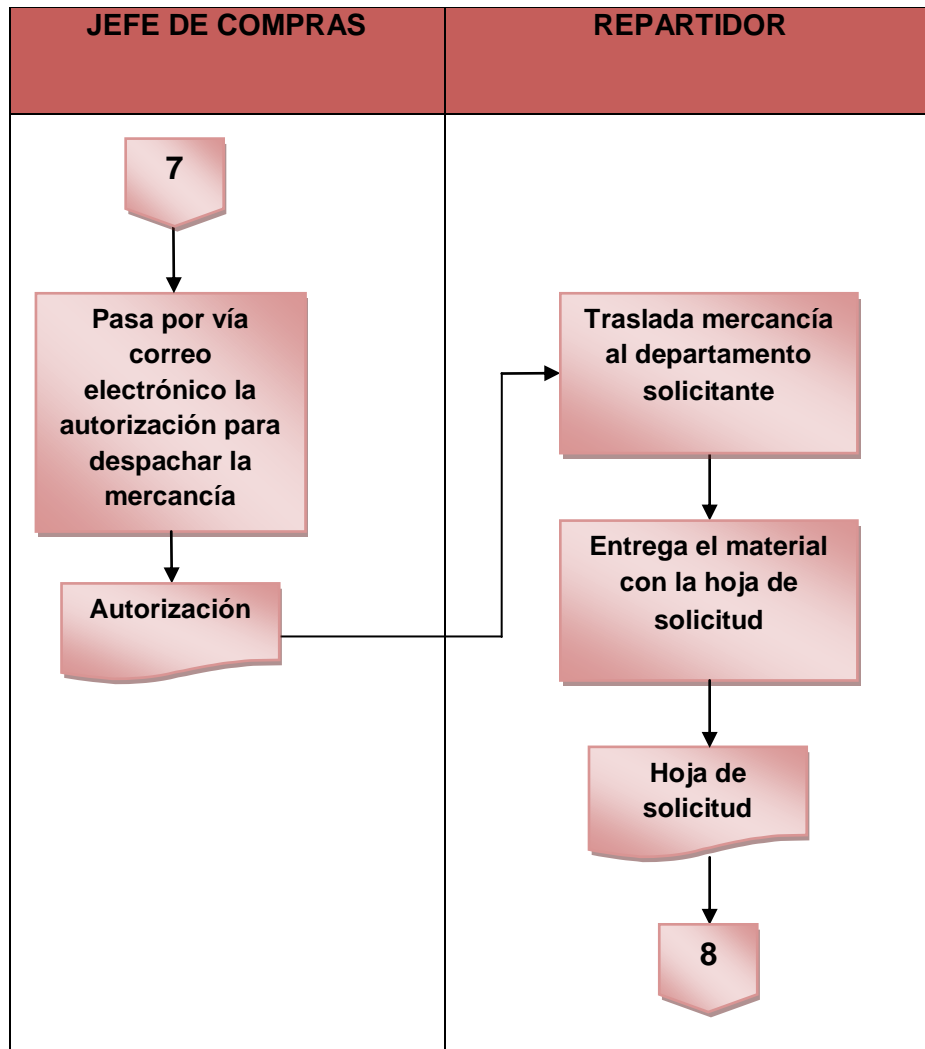 JEFE DE COMPRAS
REPARTIDOR
7
Pasa por vía
correo
electrónico la
autorización para
despachar la
mercancía
Autorización
Traslada mercancía
al departamento
solicitante
Entrega el material
con la hoja de
solicitud
Hoja de
solicitud
8